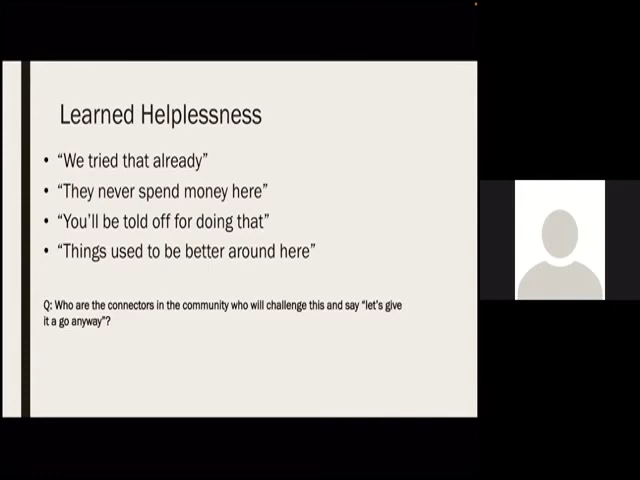 Learned Helplessness
• “We tried that already”
• “They never spend money here”
• “You’ll be told off for doing that”
• “Things used to be better around here”
Q: Who are the connectors in the community who will challenge this and say “let’s give
it a go anyway”?